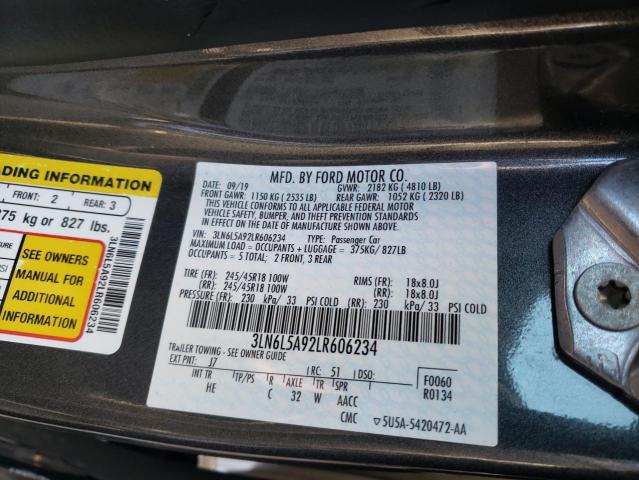 DING INFORMATION
FRONT: 2 REAR: 3
75 kg or 827 lbs.
SEE OWNERS
MANUAL FOR
ADDITIONAL
INFORMATION
3LN6L5A92LR606234
MFD. BY FORD MOTOR CO.
DATE: 09/19 GVWR: 2182 KG ( 4810 LB)
FRONT GAWR: 1150 KG ( 2535 LB) REAR GAWR: 1052 KG ( 2320 LB)
THIS VEHICLE CONFORMS TO ALL APPLICABLE FEDERAL MOTOR
VEHICLE SAFETY, BUMPER, AND THEFT PREVENTION STANDARDS
IN EFFECT ON THE DATE OF MANUFACTURE SHOWN ABOVE.
VIN: 3LN6L5A92LR606234 TYPE: Passenger Car
MAXIMUM LOAD = OCCUPANTS + LUGGAGE = 375KG/ 827LB
OCCUPANTS = 5 TOTAL: 2 FRONT, 3 REAR
TIRE (FR): 245/45R18 100W RIMS (FR): 18x8.0J
(RR): 245/45R18 100W (RR): 18x8.0J
PRESSURE (FR): 230 kPa/ 33 PSI COLD (RR): 230 kPa/ 33 PSI COLD
3LN6L5A92LR606234
TRAILER TOWING - SEE OWNER GUIDE
EXT PNT: J7 RC: 51 DSO: F0060
R0134
INT TR TP/PS R AXLE TR SPR
HE C 32 W AACC
CMC 5U5A-5420472-AA